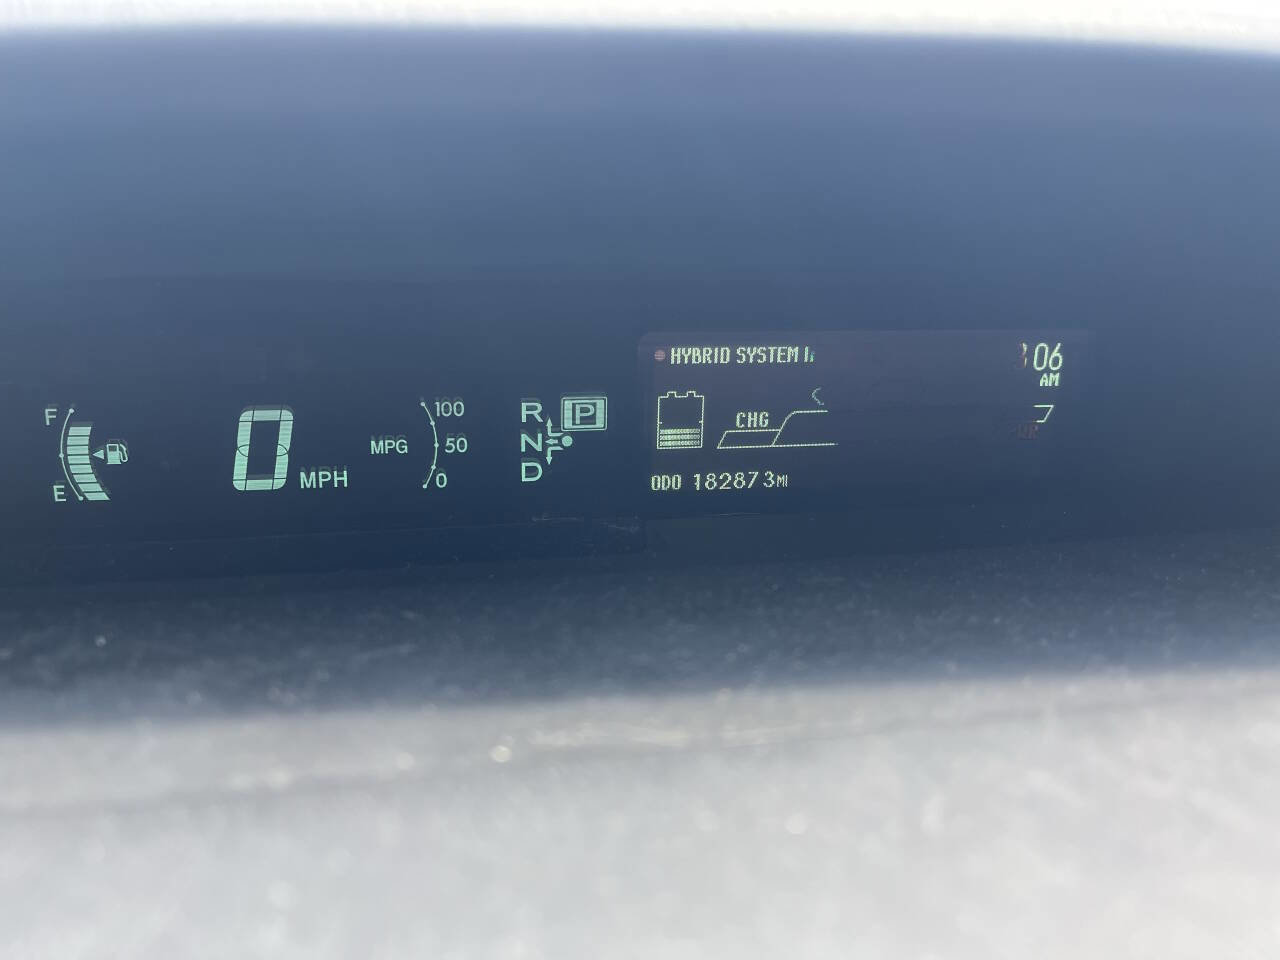 HYBRID SYSTEM
06
AM
F
100
R P
CHG
MPG 50
N
E
MPH
0
D
0
ODO 182873MI